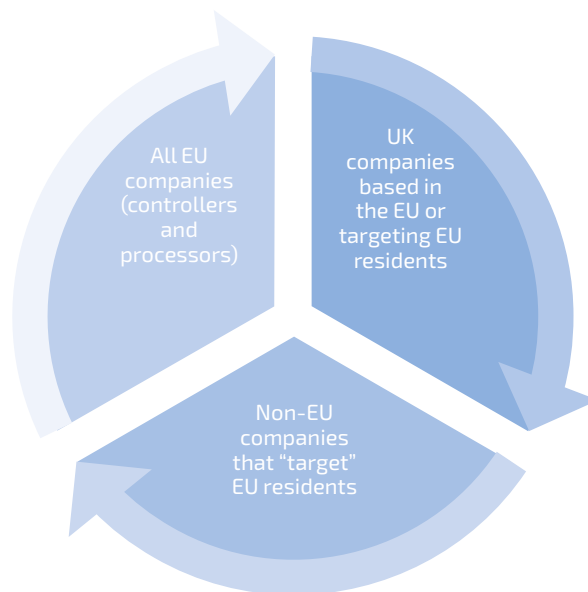 All EU
companies
(controllers
and
processors)
UK
companies
based in
the EU or
targeting EU
residents
Non-EU
companies
that “target”
EU residents